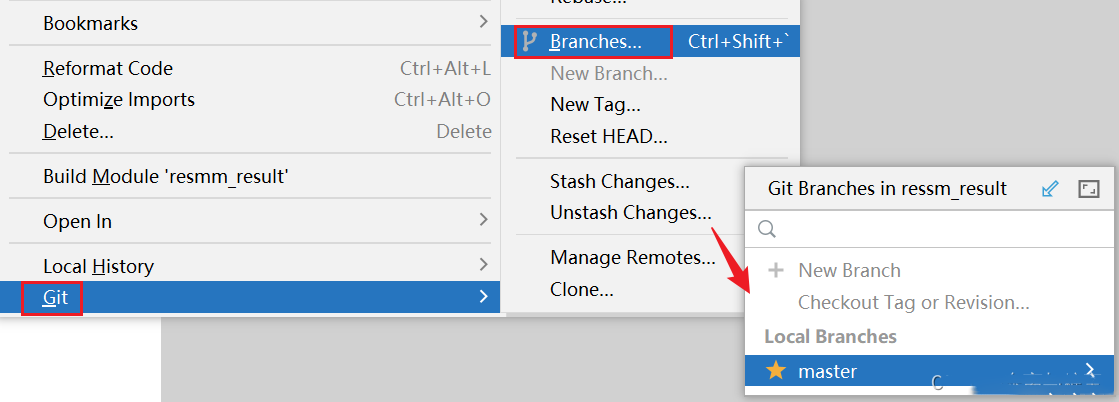 Rebase...
Bookmarks
Branches... Ctrl+Shift+`
Reformat Code Ctrl+Alt+L
New Branch...
Optimize Imports Ctrl+Alt+O
New Tag...
Delete... Delete
Reset HEAD...
Build Module 'resmm_result'
Stash Changes...
Open In
Unstash Changes...
Local History
Manage Remotes...
Git
Clone...
Git Branches in ressm_result
New Branch
Checkout Tag or Revision...
Local Branches
master